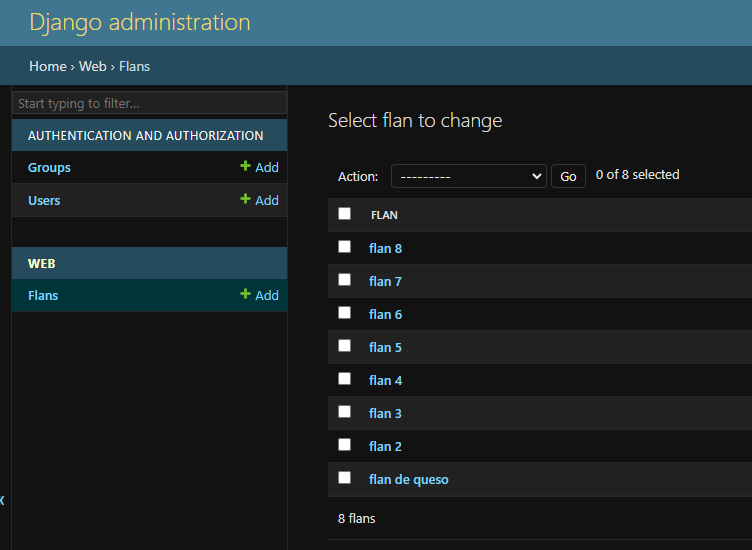 Django administration
Home › Web › Flans
Start typing to filter...
AUTHENTICATION AND AUTHORIZATION
Groups + Add
Users + Add
WEB
Flans + Add
Select flan to change
Action: --------- Go 0 of 8 selected
FLAN
flan 8
flan 7
flan 6
flan 5
flan 4
flan 3
flan 2
flan de queso
8 flans